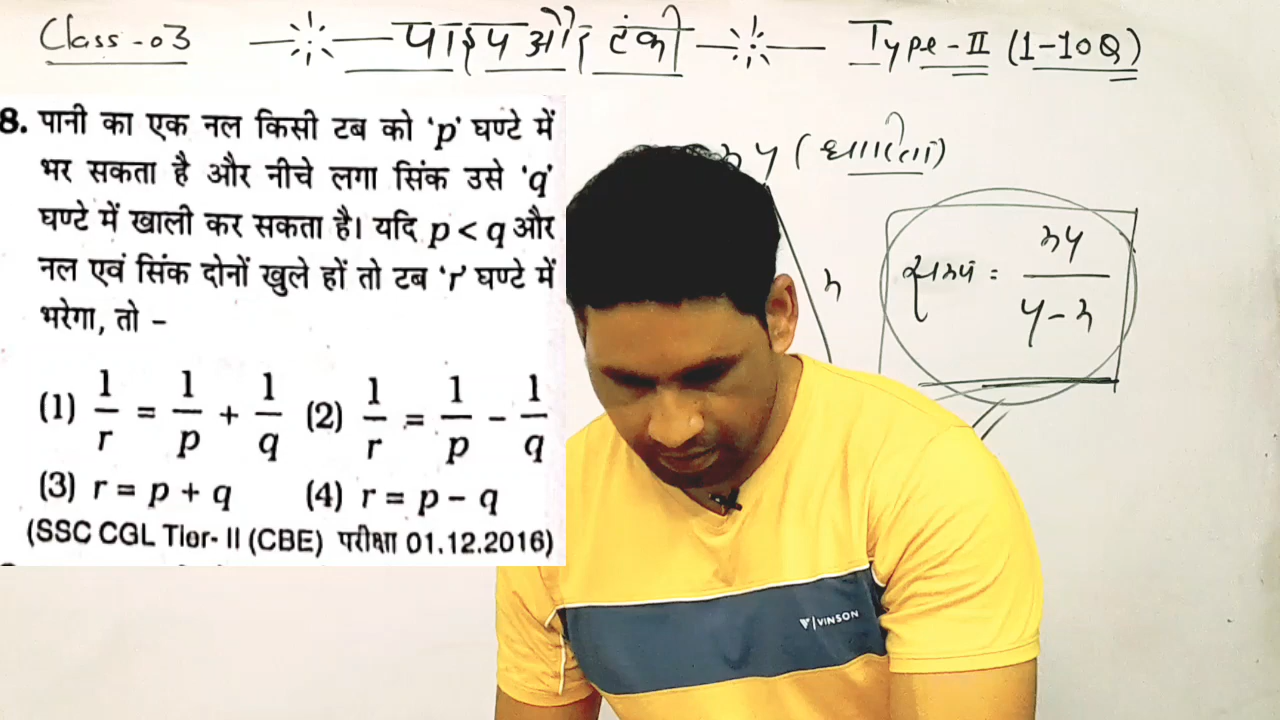 Class-03
पाइप और टंकी
Type-II (1-10Q)
8. पानी का एक नल किसी टब को 'p' घण्टे में
भर सकता है और नीचे लगा सिंक उसे 'q'
घण्टे में खाली कर सकता है। यदि p < q और
नल एवं सिंक दोनों खुले हों तो टब 'r' घण्टे में
भरेगा, तो –
(1) 1/r = 1/p + 1/q (2) 1/r = 1/p - 1/q
(3) r = p + q (4) r = p - q
(SSC CGL Tier- II (CBE) परीक्षा 01.12.2016)
xy (धारिता)
x
समय = xy/y-x
VINSON